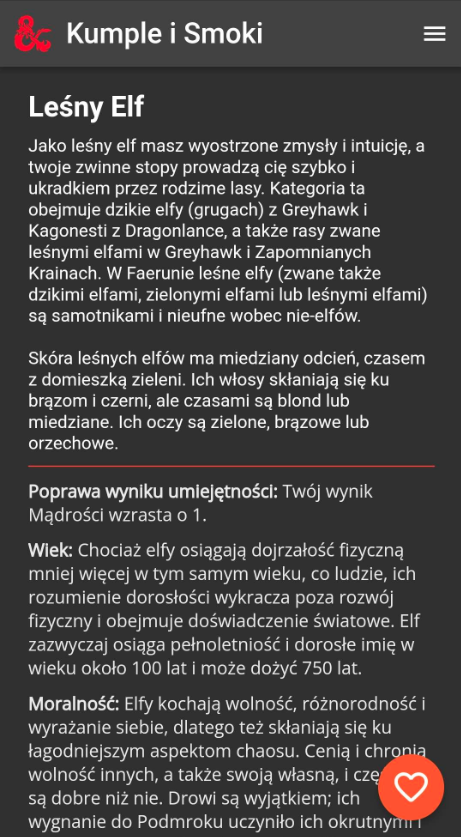 Kumple i Smoki
Leśny Elf
Jako leśny elf masz wyostrzone zmysły i intuicję, a
twoje zwinne stopy prowadzą cię szybko i
ukradkiem przez rodzime lasy. Kategoria ta
obejmuje dzikie elfy (grugach) z Greyhawk i
Kagonesti z Dragonlance, a także rasy zwane
leśnymi elfami w Greyhawk i Zapomnianych
Krainach. W Faerunie leśne elfy (zwane także
dzikimi elfami, zielonymi elfami lub leśnymi elfami)
są samotnikami i nieufne wobec nie-elfów.
Skóra leśnych elfów ma miedziany odcień, czasem
z domieszką zieleni. Ich włosy skłaniają się ku
brązom i czerni, ale czasami są blond lub
miedziane. Ich oczy są zielone, brązowe lub
orzechowe.
Poprawa wyniku umiejętności: Twój wynik
Mądrości wzrasta o 1.
Wiek: Chociaż elfy osiągają dojrzałość fizyczną
mniej więcej w tym samym wieku, co ludzie, ich
rozumienie dorosłości wykracza poza rozwój
fizyczny i obejmuje doświadczenie światowe. Elf
zazwyczaj osiąga pełnoletniość i dorosłe imię w
wieku około 100 lat i może dożyć 750 lat.
Moralność: Elfy kochają wolność, różnorodność i
wyrażanie siebie, dlatego też skłaniają się ku
łagodniejszym aspektom chaosu. Cenią i chronią
wolność innych, a także swoją własną, i
są dobre niż nie. Drowi są wyjątkiem; ich
wygnanie do Podmroku uczyniło ich okrutnymi i